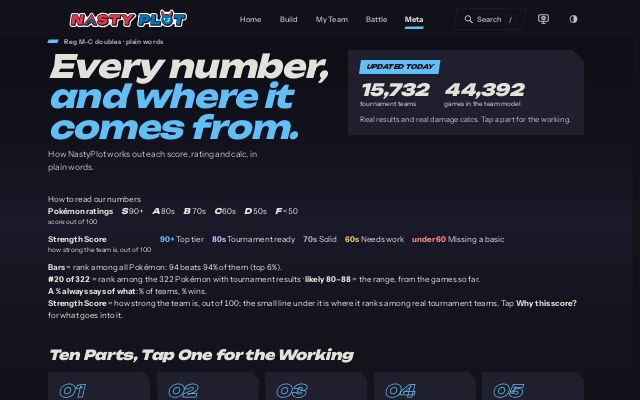 NASTY PLOT
Home Build My Team Battle Meta Search /
Reg M-C doubles · plain words
Every number,
and where it
comes from.
How NastyPlot works out each score, rating and calc, in
plain words.
UPDATED TODAY
15,732 44,392
tournament teams games in the team model
Real results and real damage calcs. Tap a part for the working.
How to read our numbers
Pokémon ratings S 90+ A 80s B 70s C 60s D 50s F <50
score out of 100
Strength Score 90+ Top tier 80s Tournament ready 70s Solid 60s Needs work under 60 Missing a basic
how strong the team is, out of 100
Bars = rank among all Pokémon: 94 beats 94% of them (top 6%).
#20 of 322 = rank among the 322 Pokémon with tournament results · likely 80–88 = the range, from the games so far.
A % always says of what: % of teams, % wins.
Strength Score = how strong the team is, out of 100; the small line under it is where it ranks among real tournament teams. Tap Why this score?
for what goes into it.
Ten Parts, Tap One for the Working
01 02 03 04 05